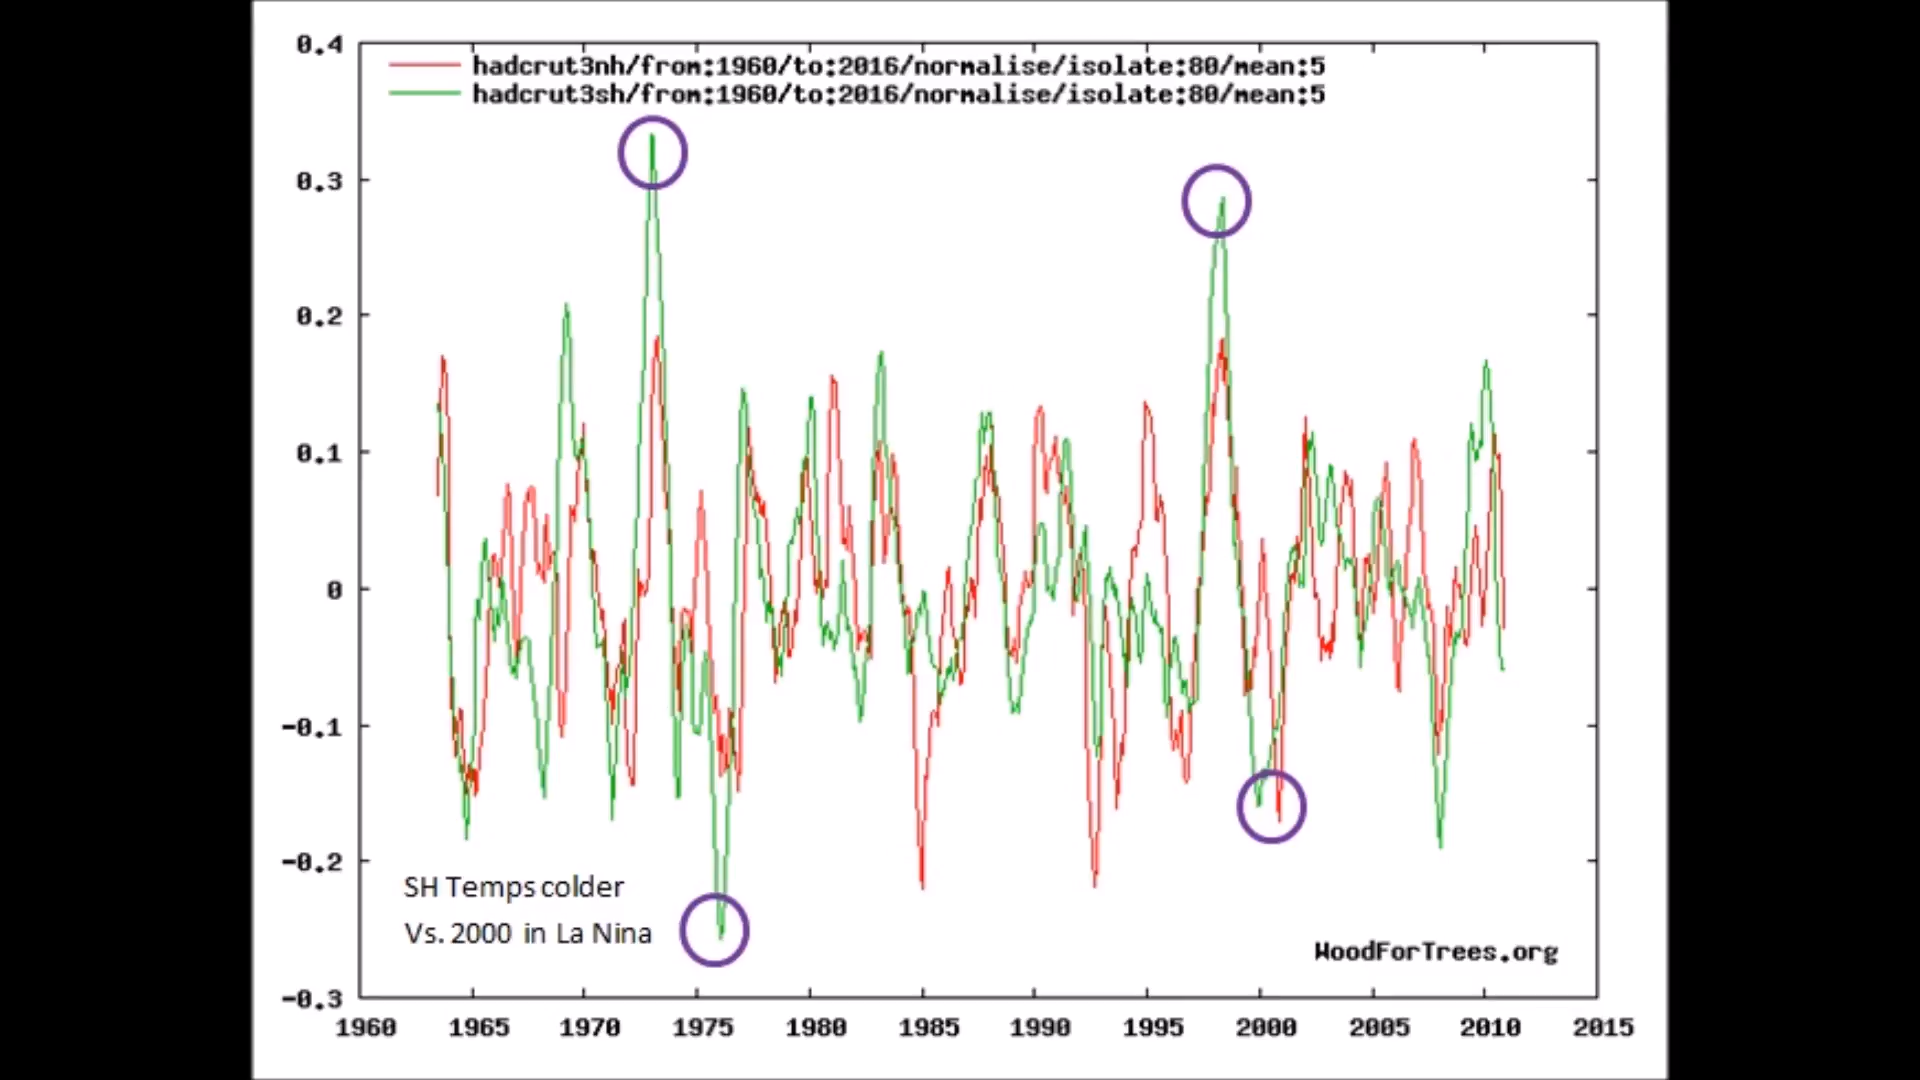 0.4
hadcrut3nh/from:1960/to:2016/normalise/isolate:80/mean:5
hadcrut3sh/from:1960/to:2016/normalise/isolate:80/mean:5
0.3
0.2
0.1
0
-0.1
-0.2
SH Temps colder
Vs. 2000 in La Nina
WoodForTrees.org
-0.3
1960 1965 1970 1975 1980 1985 1990 1995 2000 2005 2010 2015